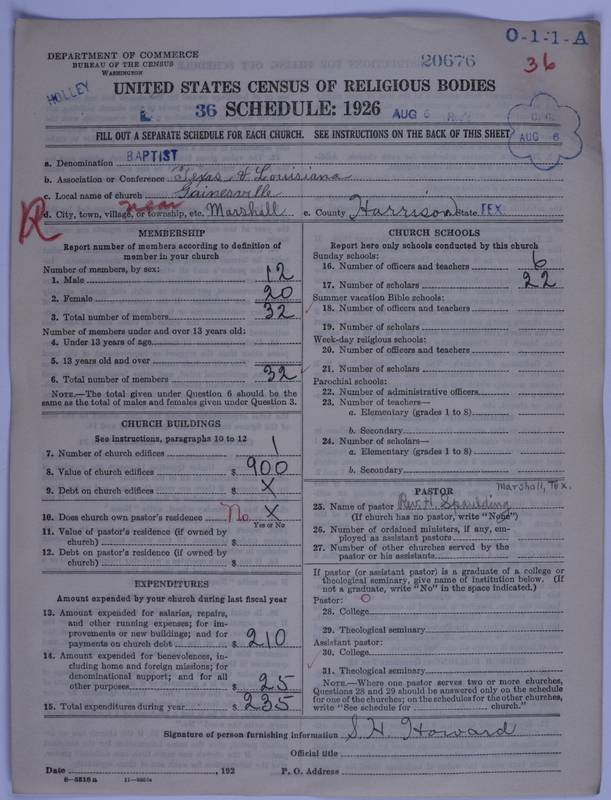 DEPARTMENT OF COMMERCE
BUREAU OF THE CENSUS
WASHINGTON
20676
O-1-1-A
36
HOLLEY
UNITED STATES CENSUS OF RELIGIOUS BODIES
36 SCHEDULE: 1926 AUG 6
AUG 6
FILL OUT A SEPARATE SCHEDULE FOR EACH CHURCH. SEE INSTRUCTIONS ON THE BACK OF THIS SHEET
a. Denomination BAPTIST
b. Association or Conference Texas & Louisiana
c. Local name of church Gainesville
R
near
d. City, town, village, or township, etc. Marshall e. County Harrison State TEX
MEMBERSHIP
Report number of members according to definition of
member in your church
Number of members, by sex:
1. Male 12
2. Female 20
3. Total number of members 32
Number of members under and over 13 years old:
4. Under 13 years of age
5. 13 years old and over
6. Total number of members 32
NOTE.—The total given under Question 6 should be the
same as the total of males and females given under Question 3.
CHURCH BUILDINGS
See instructions, paragraphs 10 to 12
7. Number of church edifices 1
8. Value of church edifices $ 900
9. Debt on church edifices $ X
10. Does church own pastor's residence No X
Yes or No
11. Value of pastor's residence (if owned by
church) $
12. Debt on pastor's residence (if owned by
church) $
EXPENDITURES
Amount expended by your church during last fiscal year
13. Amount expended for salaries, repairs,
and other running expenses; for im-
provements or new buildings; and for
payments on church debt $ 210
14. Amount expended for benevolences, in-
cluding home and foreign missions; for
denominational support; and for all
other purposes $ 25
15. Total expenditures during year $ 235
CHURCH SCHOOLS
Report here only schools conducted by this church
Sunday schools:
16. Number of officers and teachers 6
17. Number of scholars 22
Summer vacation Bible schools:
18. Number of officers and teachers
19. Number of scholars
Week-day religious schools:
20. Number of officers and teachers
21. Number of scholars
Parochial schools:
22. Number of administrative officers
23. Number of teachers—
a. Elementary (grades 1 to 8)
b. Secondary
24. Number of scholars—
a. Elementary (grades 1 to 8)
b. Secondary
PASTOR
Marshall, Tex.
25. Name of pastor Rev. H. Spaulding
(If church has no pastor, write "None")
26. Number of ordained ministers, if any, em-
ployed as assistant pastors
27. Number of other churches served by the
pastor or his assistants
If pastor (or assistant pastor) is a graduate of a college or
theological seminary, give name of institution below. (If
not a graduate, write "No" in the space indicated.)
Pastor: 0
28. College
29. Theological seminary
Assistant pastor:
30. College
31. Theological seminary
NOTE.—Where one pastor serves two or more churches,
Questions 28 and 29 should be answered only on the schedule
for one of the churches; on the schedules for the other churches,
write "See schedule for church."
Signature of person furnishing information S. H. Howard
Official title
Date , 192 P. O. Address